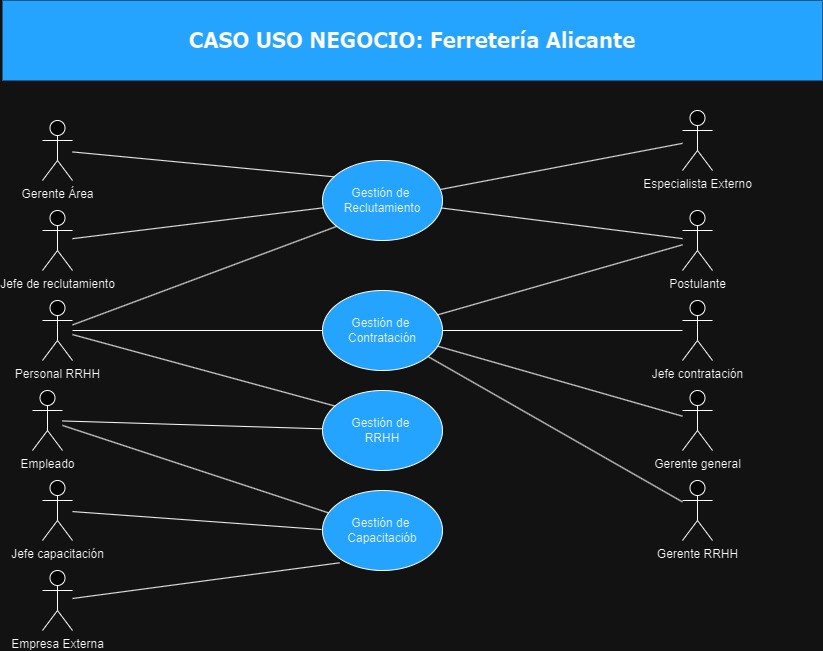 CASO USO NEGOCIO: Ferretería Alicante
Gerente Área
Jefe de reclutamiento
Personal RRHH
Empleado
Jefe capacitación
Empresa Externa
Gestión de
Reclutamiento
Gestión de
Contratación
Gestión de
RRHH
Gestión de
Capacitaciób
Especialista Externo
Postulante
Jefe contratación
Gerente general
Gerente RRHH